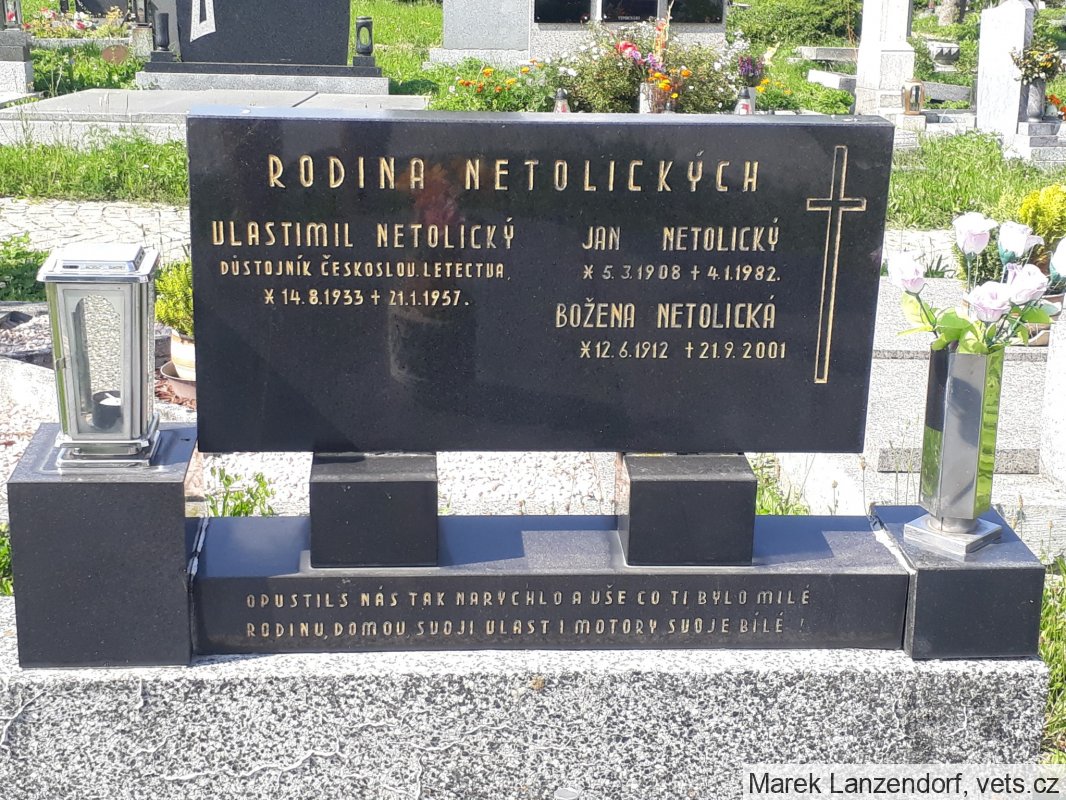 RODINA NETOLICKÝCH
VLASTIMIL NETOLICKÝ
DŮSTOJNÍK ČESKOSLOV. LETECTVA,
* 14.8.1933 + 21.1.1957.
JAN NETOLICKÝ
* 5.3.1908 + 4.1.1982.
BOŽENA NETOLICKÁ
* 12.6.1912 + 21.9.2001
OPUSTILS NÁS TAK NARYCHLO A VŠE CO TI BYLO MILÉ
RODINU, DOMOV, SVOJI VLAST I MOTORY SVOJE BÍLÉ !
Marek Lanzendorf, vets.cz